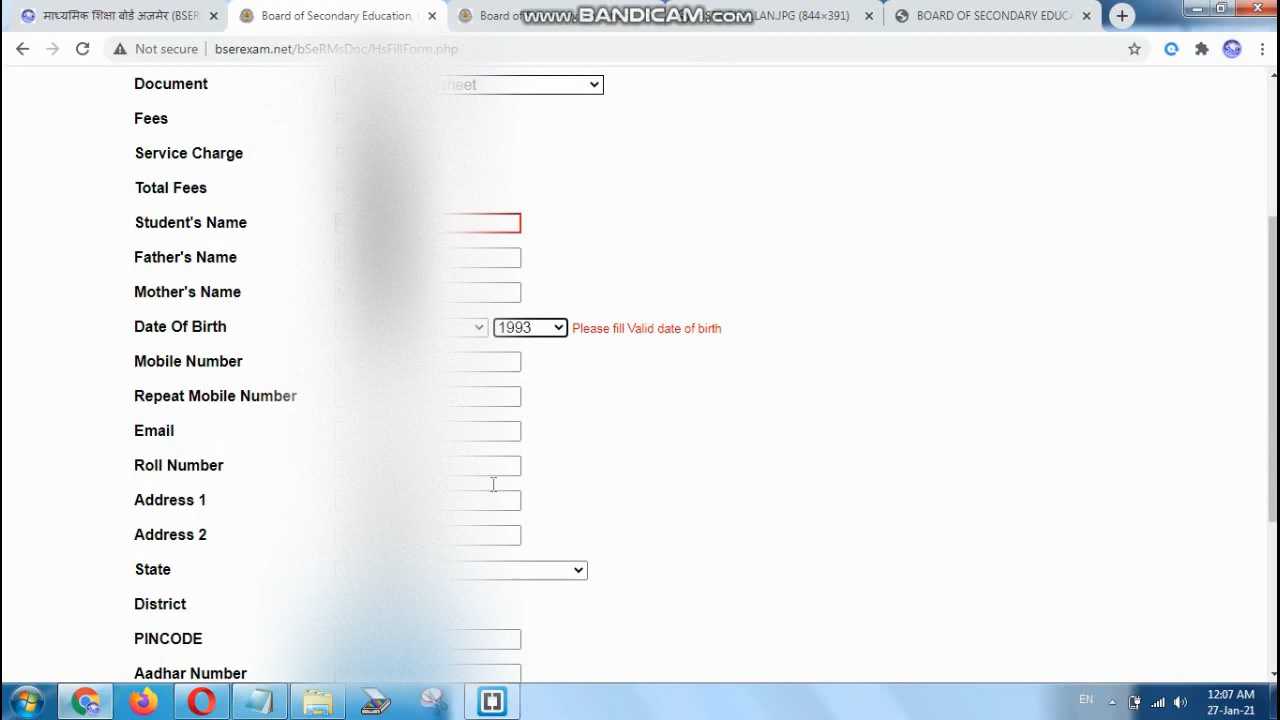 माध्यमिक शिक्षा बोर्ड अजमेर (BSER
Board of Secondary Education,
Board of
LAN.JPG (844×391)
BOARD OF SECONDARY EDUCA
www.BANDICAM.com
Not secure
bserexam.net/bSeRMsDoc/HsFillForm.php
Document
sheet
Fees
Service Charge
Total Fees
Student's Name
Father's Name
Mother's Name
Date Of Birth
1993
Please fill Valid date of birth
Mobile Number
Repeat Mobile Number
Email
Roll Number
Address 1
Address 2
State
District
PINCODE
Aadhar Number
EN
12:07 AM
27-Jan-21